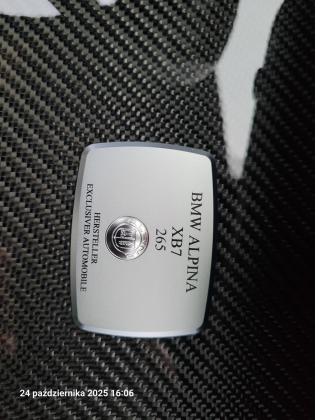 BMW ALPINA
XB7
265
HERSTELLER
EXCLUSIVER AUTOMOBILE
24 października 2025 16:06